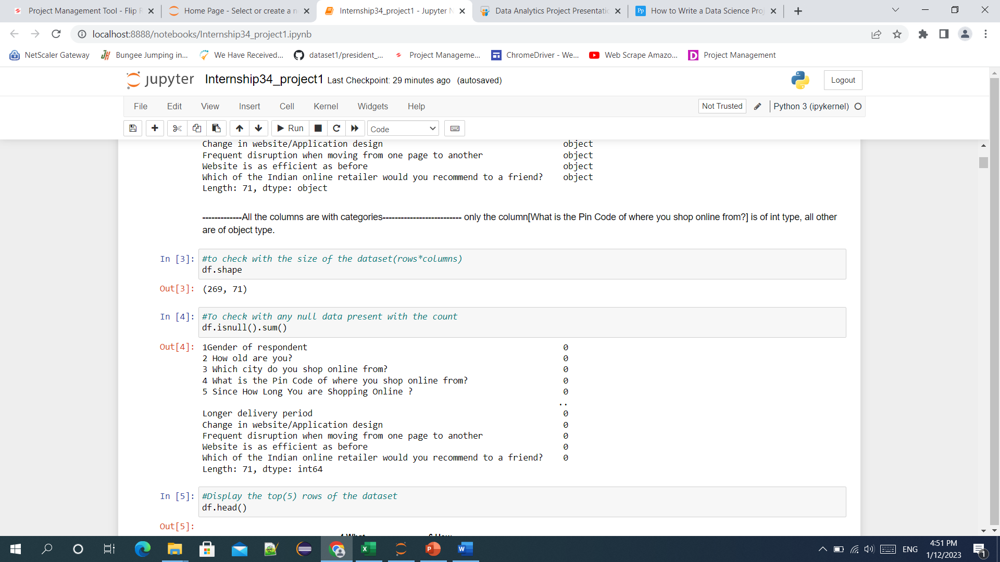 Project Management Tool - Flip R
Home Page - Select or create a n
Internship34_project1 - Jupyter N
Data Analytics Project Presentatic
Pp How to Write a Data Science Proj
localhost:8888/notebooks/Internship34_project1.ipynb
NetScaler Gateway
JH Bungee Jumping in...
We Have Received...
dataset1/president_...
Project Manageme...
ChromeDriver - We...
Web Scrape Amazo...
D Project Management
jupyter Internship34_project1 Last Checkpoint: 29 minutes ago (autosaved)
Logout
File Edit View Insert Cell Kernel Widgets Help
Not Trusted
Python 3 (ipykernel)
Run
Code
Change in website/Application design object
Frequent disruption when moving from one page to another object
Website is as efficient as before object
Which of the Indian online retailer would you recommend to a friend? object
Length: 71, dtype: object
-------------All the columns are with categories-------------------------- only the column[What is the Pin Code of where you shop online from?] is of int type, all other
are of object type.
In [3]: #to check with the size of the dataset(rows*columns)
df.shape
Out[3]: (269, 71)
In [4]: #To check with any null data present with the count
df.isnull().sum()
Out[4]: 1Gender of respondent 0
2 How old are you? 0
3 Which city do you shop online from? 0
4 What is the Pin Code of where you shop online from? 0
5 Since How Long You are Shopping Online ? 0
..
Longer delivery period 0
Change in website/Application design 0
Frequent disruption when moving from one page to another 0
Website is as efficient as before 0
Which of the Indian online retailer would you recommend to a friend? 0
Length: 71, dtype: int64
In [5]: #Display the top(5) rows of the dataset
df.head()
Out[5]:
4 What 6 How
ENG
4:51 PM
1/12/2023
1